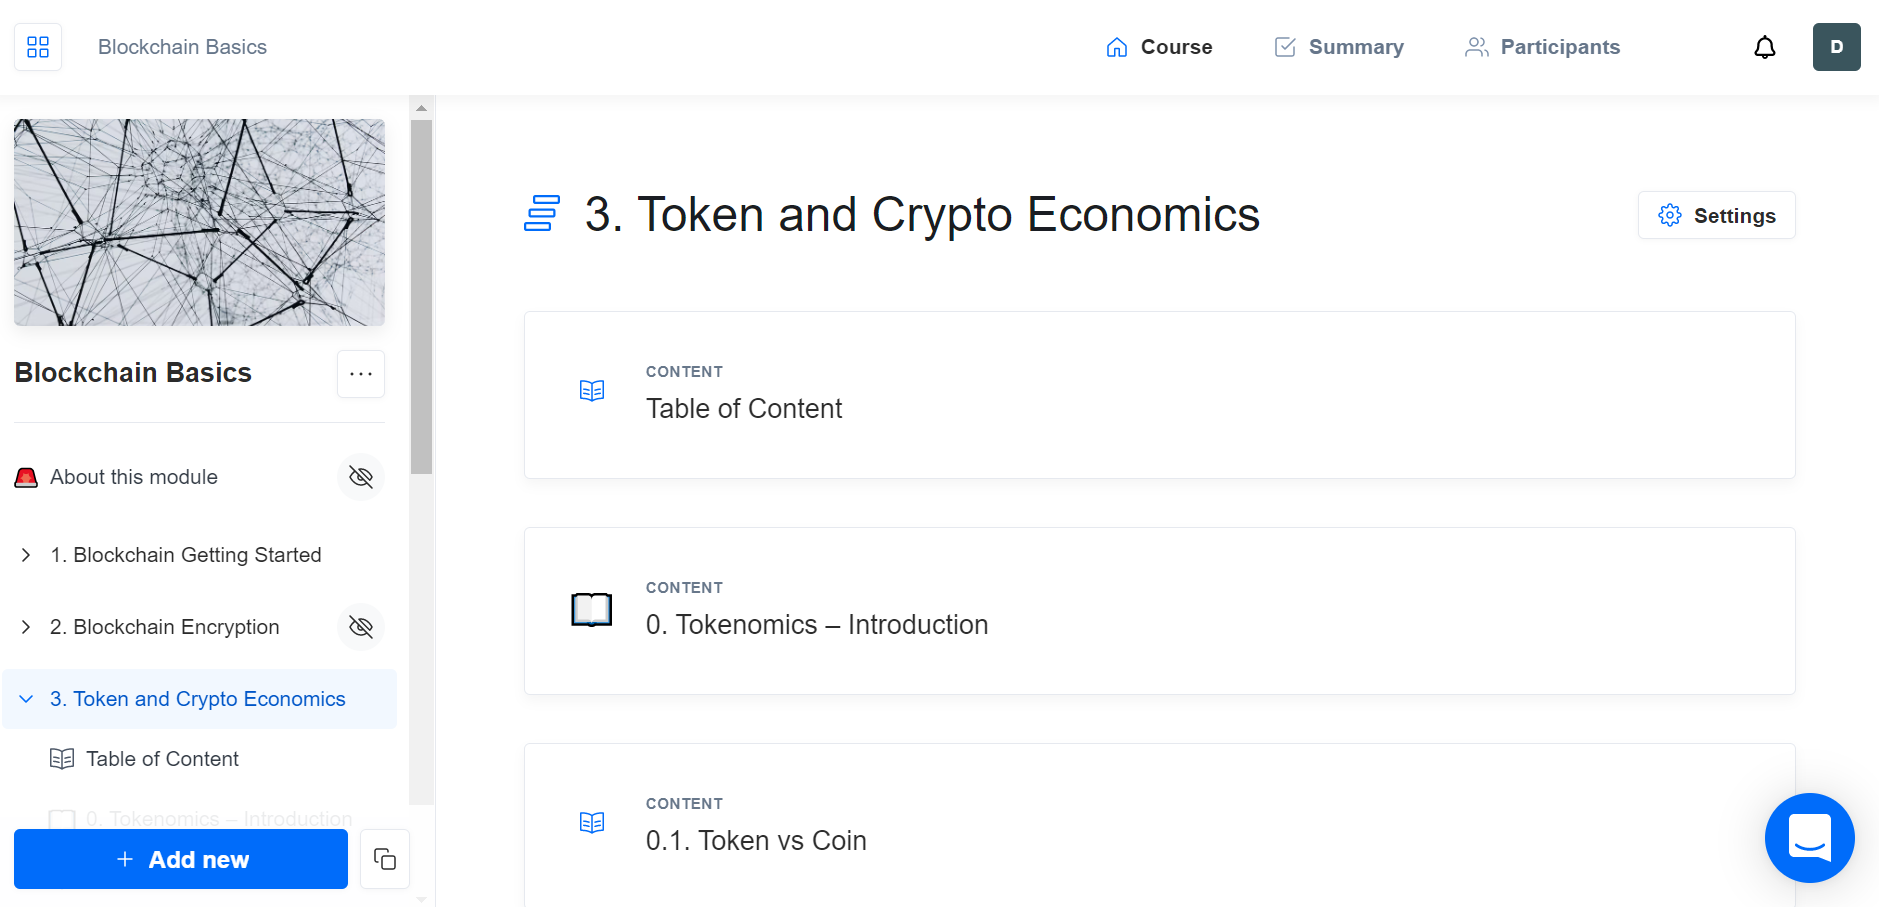 Blockchain Basics
Course
Summary
Participants
D
Blockchain Basics
About this module
1. Blockchain Getting Started
2. Blockchain Encryption
3. Token and Crypto Economics
Table of Content
0. Tokenomics – Introduction
Add new
3. Token and Crypto Economics
Settings
CONTENT
Table of Content
CONTENT
0. Tokenomics – Introduction
CONTENT
0.1. Token vs Coin